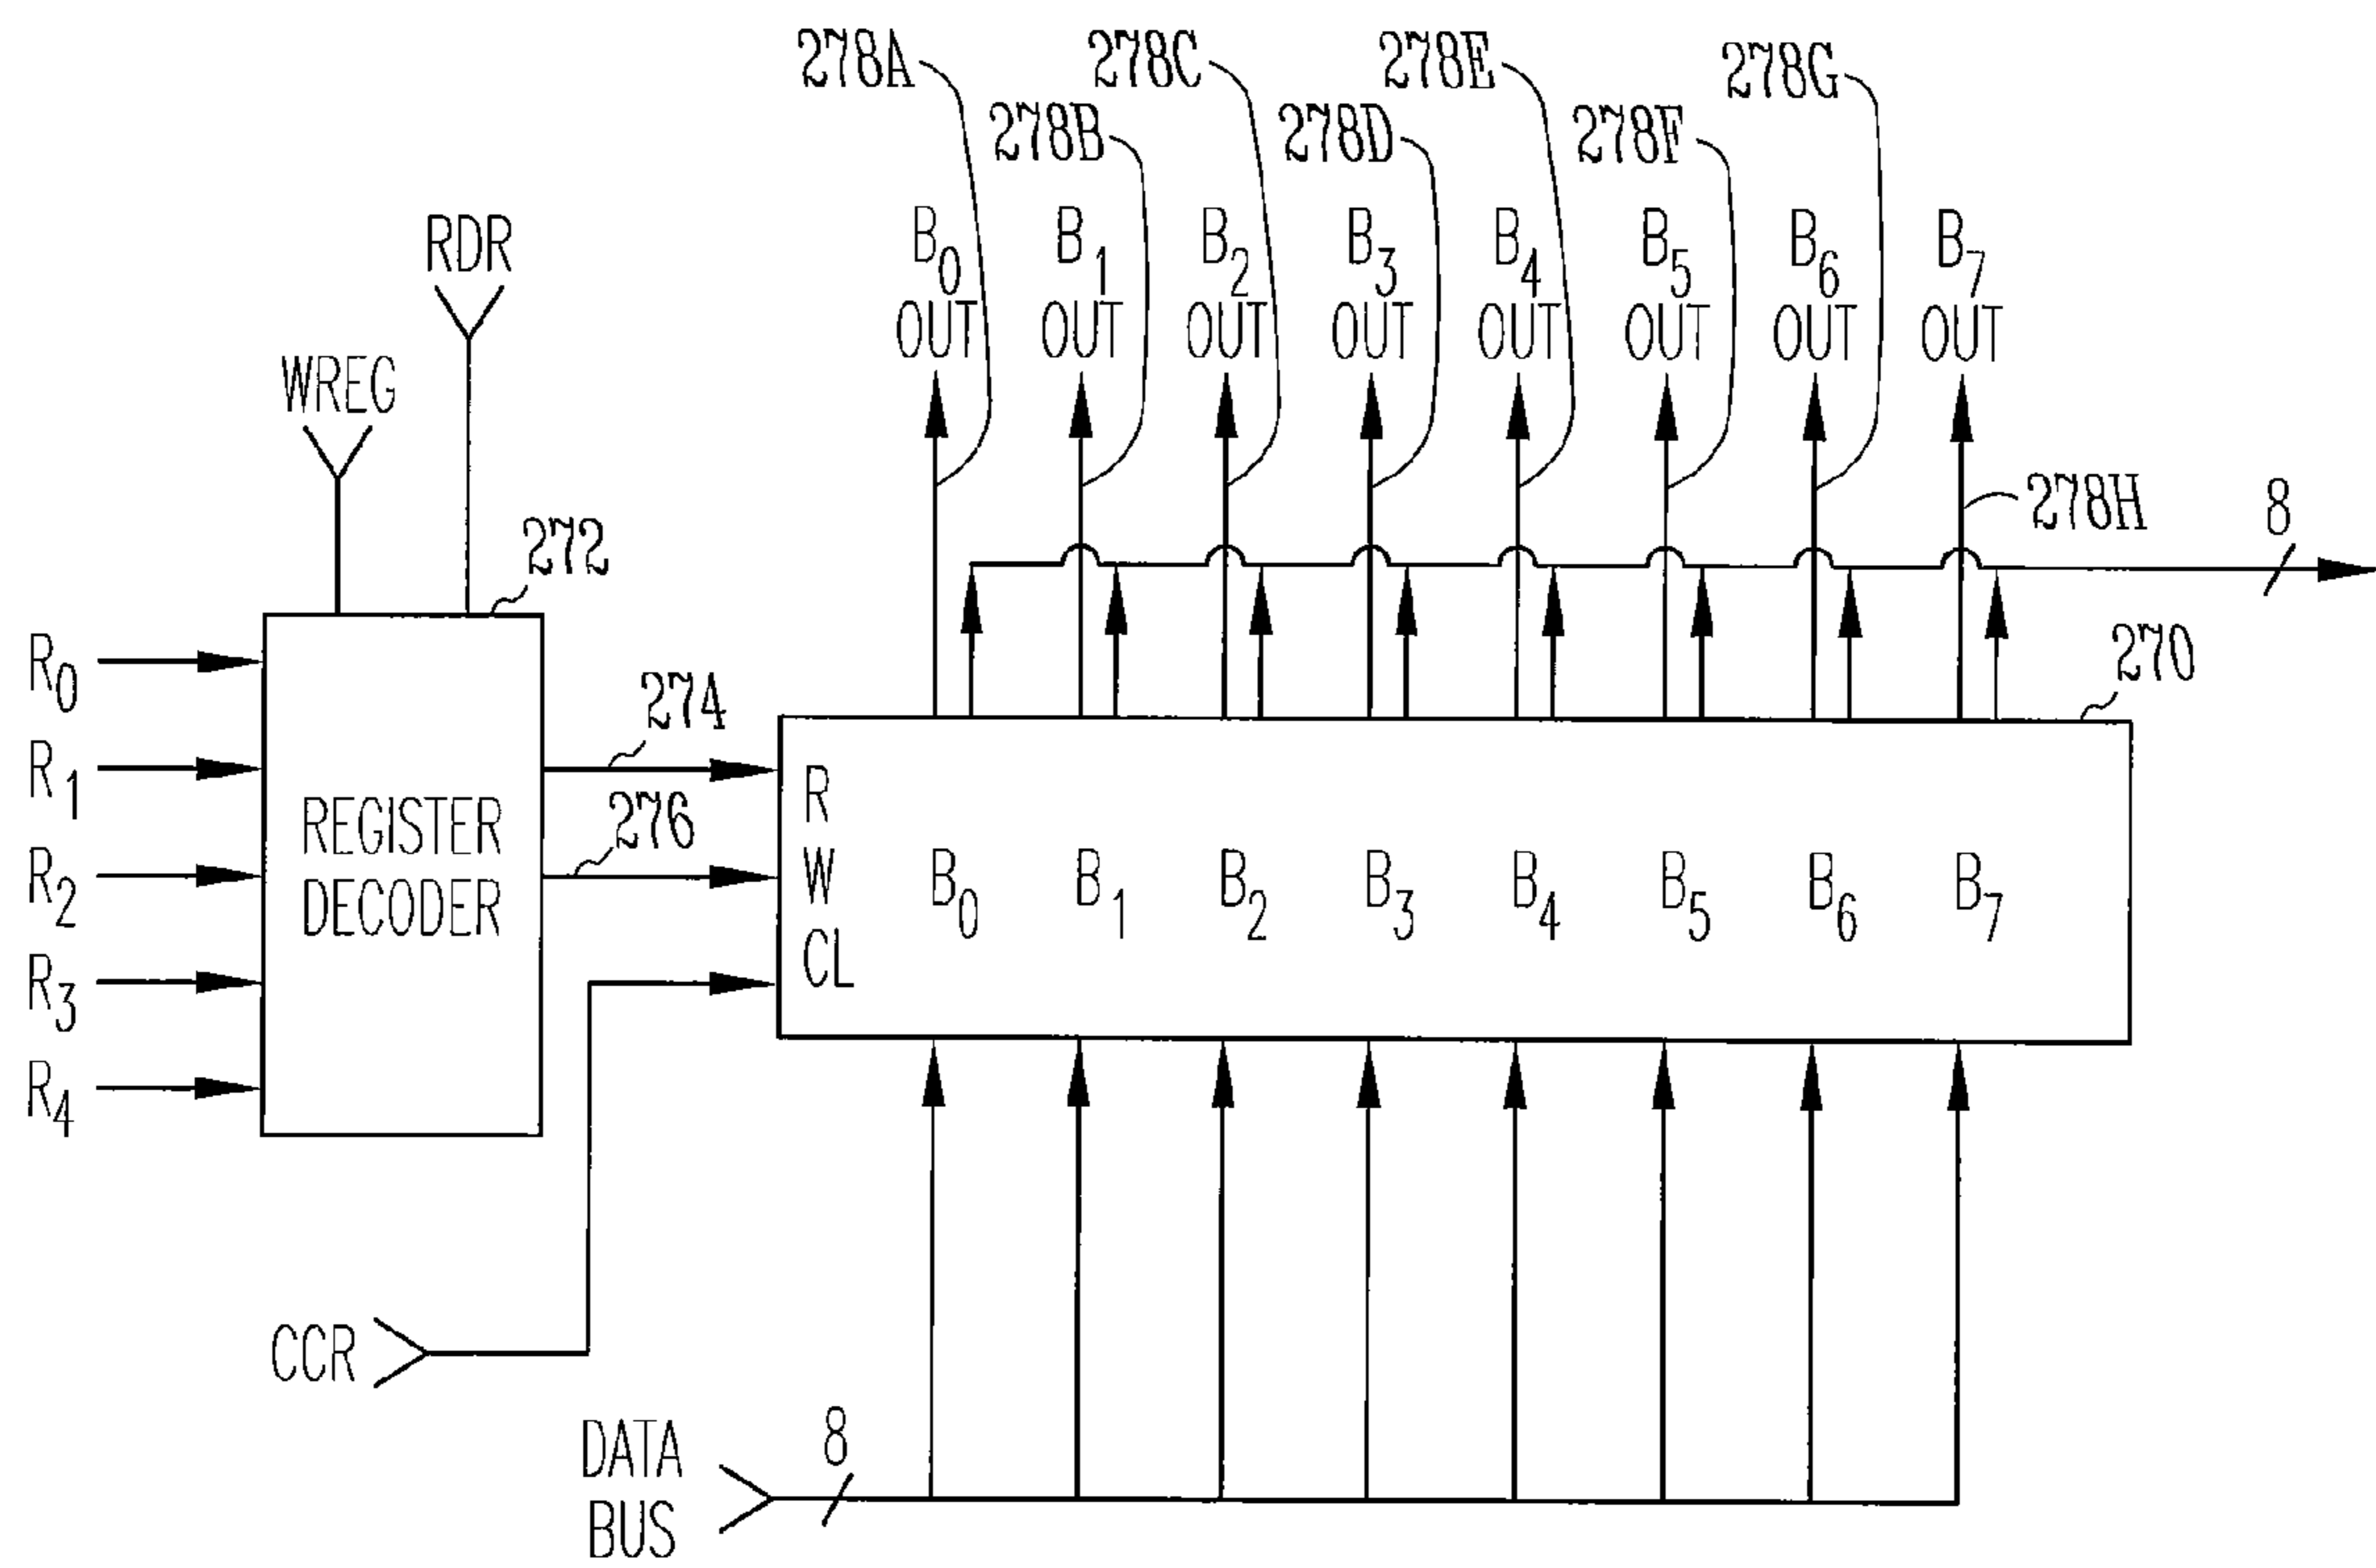 278A 278C 278E 278G
278B 278D 278F
RDR
B0 B1 B2 B3 B4 B5 B6 B7
OUT OUT OUT OUT OUT OUT OUT OUT
WREG
278H
8
272
R0
R1
R2
R3
R4
REGISTER
DECODER
274
276
270
R
W
CL
B0 B1 B2 B3 B4 B5 B6 B7
CCR
DATA
BUS
8